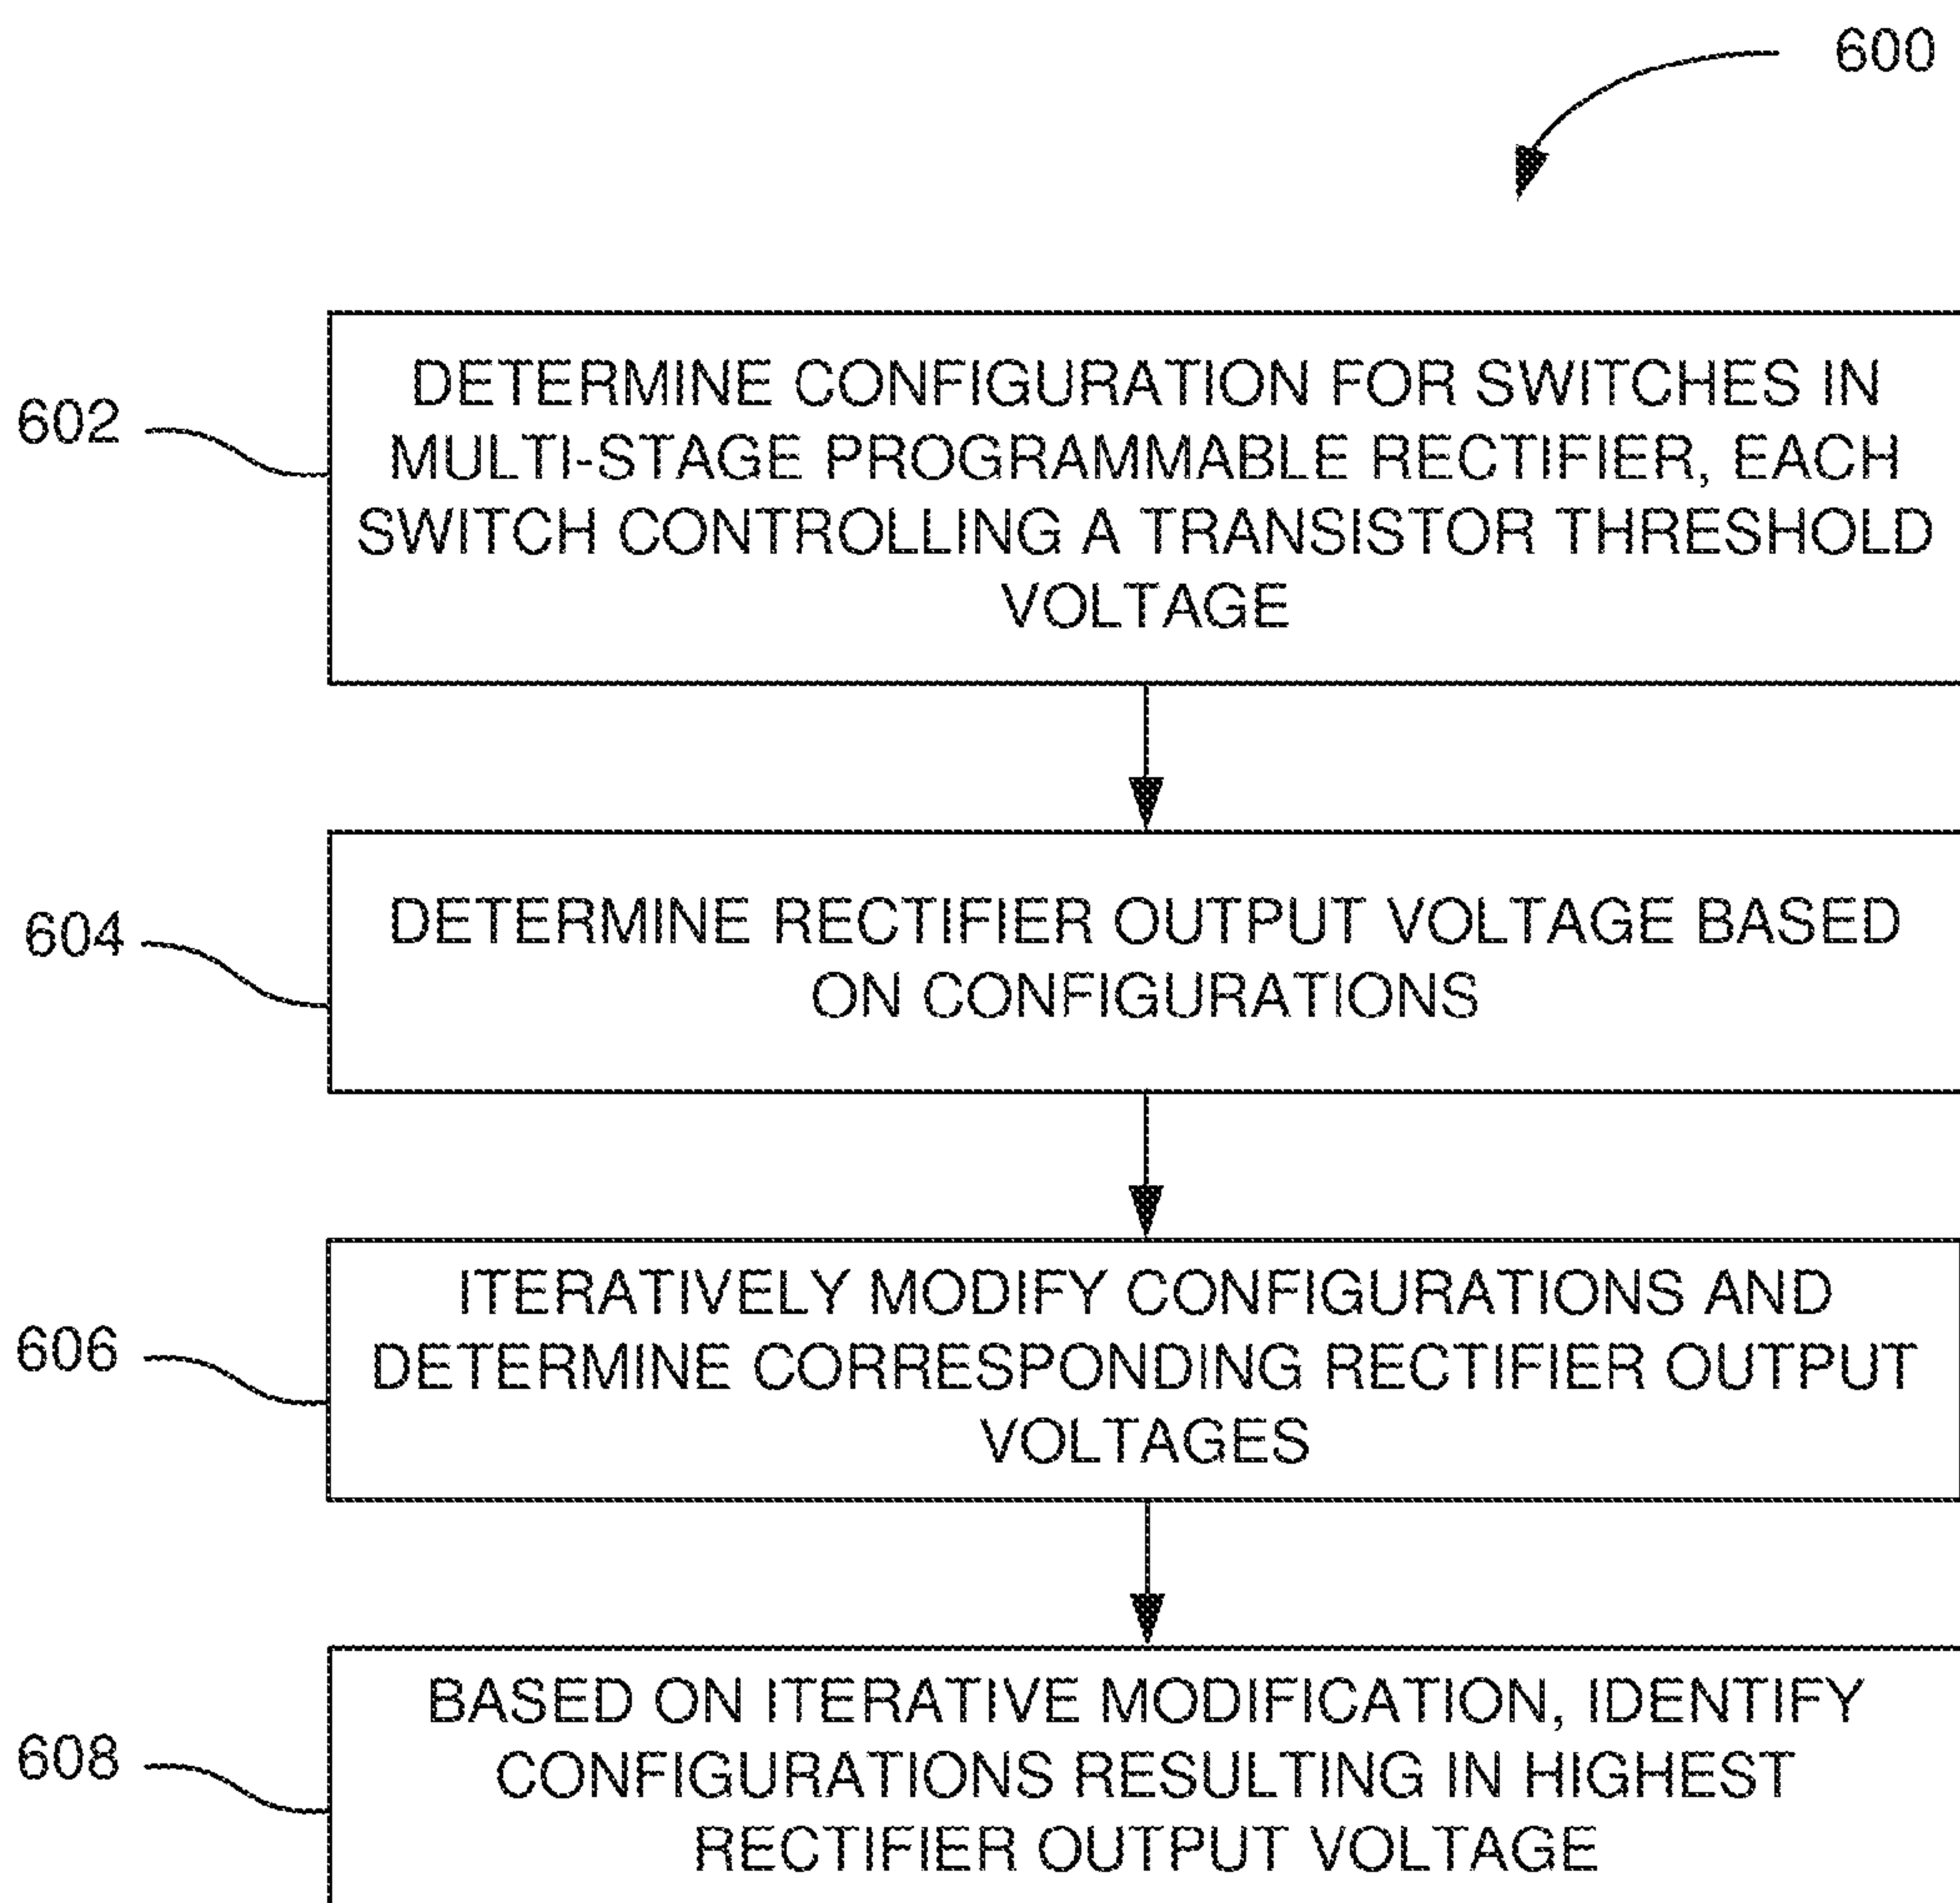 600
602
DETERMINE CONFIGURATION FOR SWITCHES IN
MULTI-STAGE PROGRAMMABLE RECTIFIER, EACH
SWITCH CONTROLLING A TRANSISTOR THRESHOLD
VOLTAGE
604
DETERMINE RECTIFIER OUTPUT VOLTAGE BASED
ON CONFIGURATIONS
606
ITERATIVELY MODIFY CONFIGURATIONS AND
DETERMINE CORRESPONDING RECTIFIER OUTPUT
VOLTAGES
608
BASED ON ITERATIVE MODIFICATION, IDENTIFY
CONFIGURATIONS RESULTING IN HIGHEST
RECTIFIER OUTPUT VOLTAGE